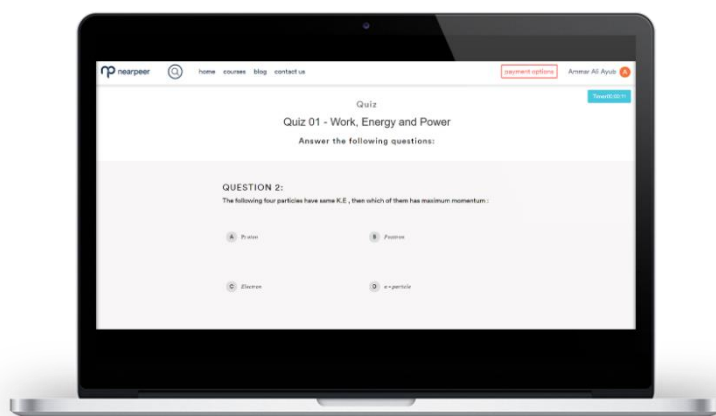 nearpeer home courses blog contact us payment options Ammar Ali Ayub A
Quiz
Quiz 01 - Work, Energy and Power
Answer the following questions:
QUESTION 2:
The following four particles have same K.E , then which of them has maximum momentum :
A Proton B Positron
C Electron D α-particle